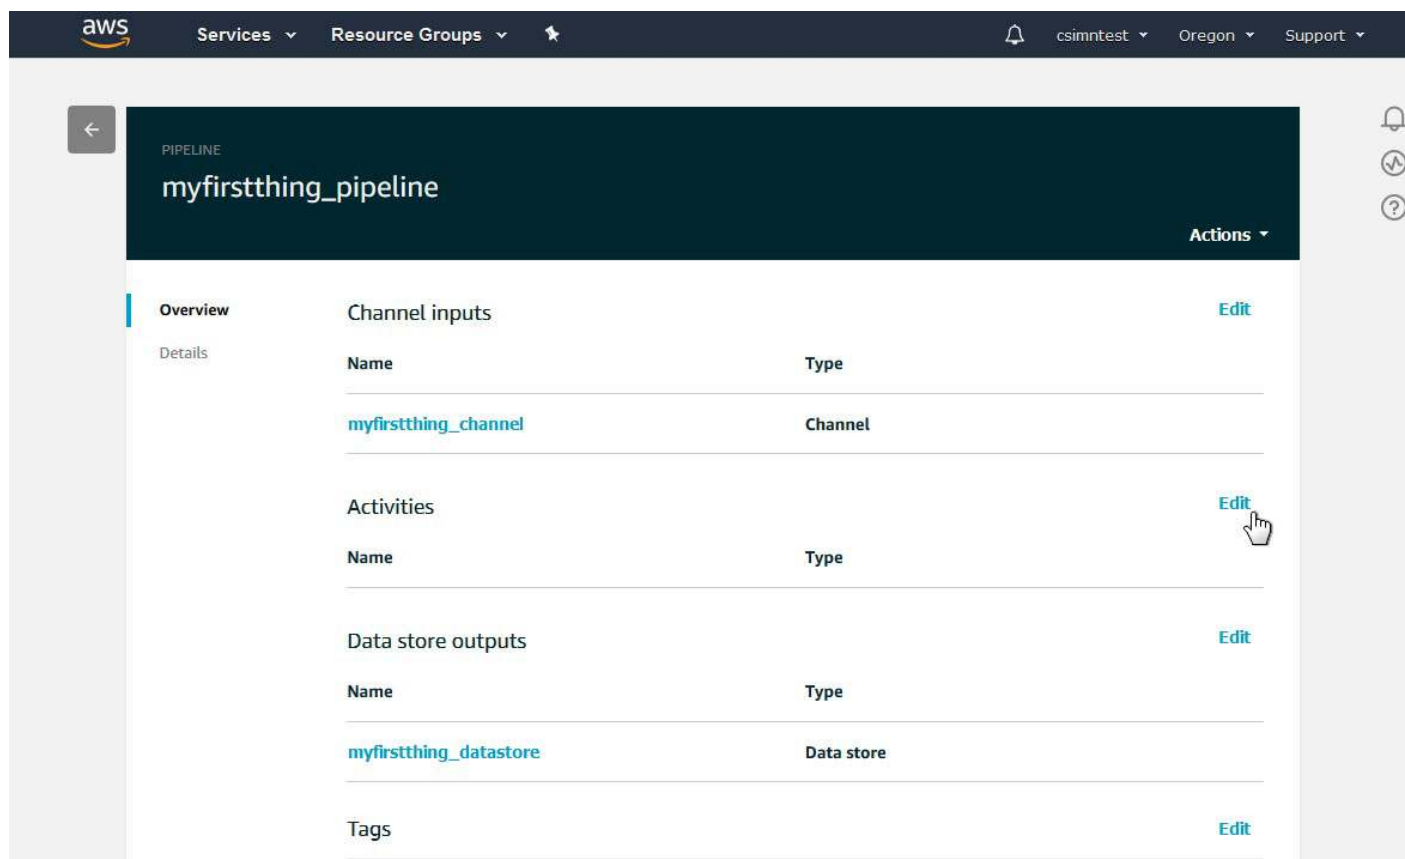 aws Services Resource Groups csimntest Oregon Support
PIPELINE
myfirstthing_pipeline
Actions
Overview
Details
Channel inputs Edit
Name Type
myfirstthing_channel Channel
Activities Edit
Name Type
Data store outputs Edit
Name Type
myfirstthing_datastore Data store
Tags Edit